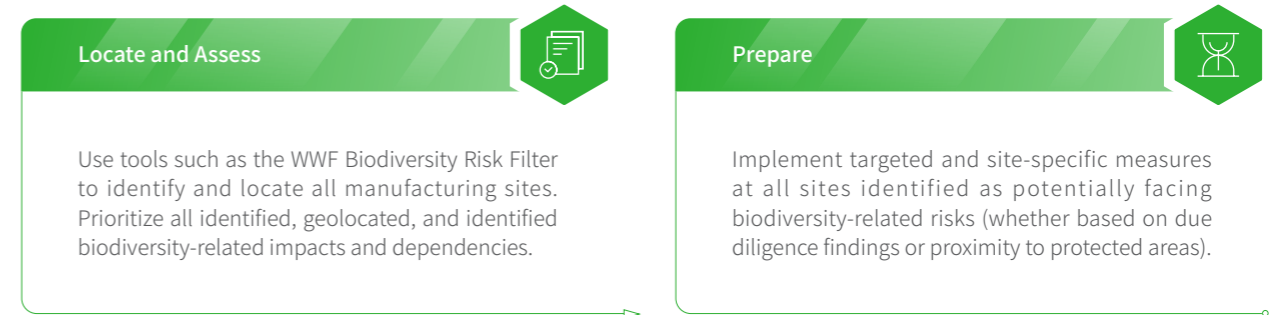 Locate and Assess
Use tools such as the WWF Biodiversity Risk Filter
to identify and locate all manufacturing sites.
Prioritize all identified, geolocated, and identified
biodiversity-related impacts and dependencies.
Prepare
Implement targeted and site-specific measures
at all sites identified as potentially facing
biodiversity-related risks (whether based on due
diligence findings or proximity to protected areas).